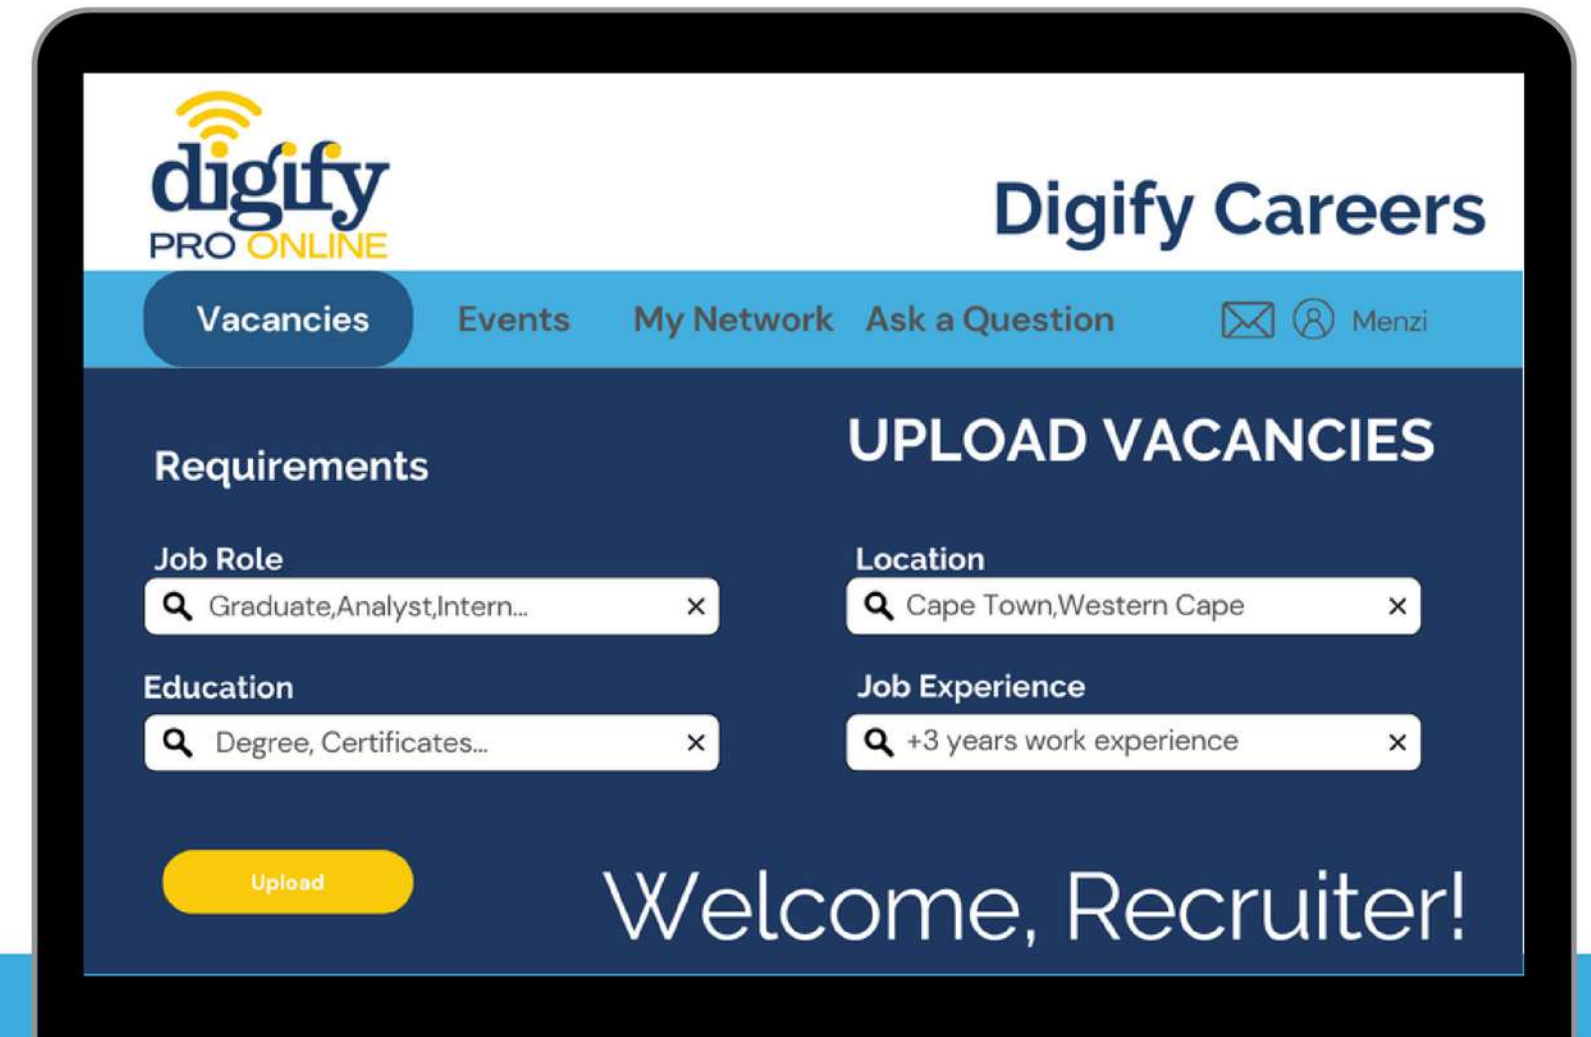 digify
PRO ONLINE
Digify Careers
Vacancies Events My Network Ask a Question Menzi
UPLOAD VACANCIES
Requirements
Job Role
Location
Graduate,Analyst,Intern...
Cape Town,Western Cape
Education
Job Experience
Degree, Certificates...
+3 years work experience
Upload
Welcome, Recruiter!